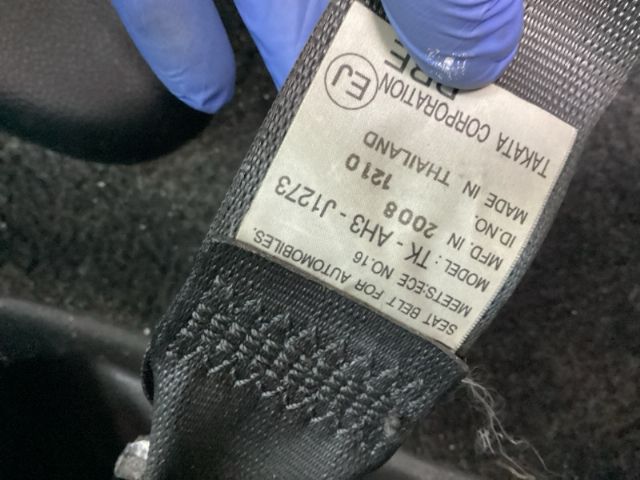 SEAT BELT FOR AUTOMOBILES.
MEETS:ECE NO.16
MODEL : TK - AH3 - J1273
MFD. IN 2008 1210
ID.NO.
MADE IN THAILAND
TAKATA CORPORATION EJ